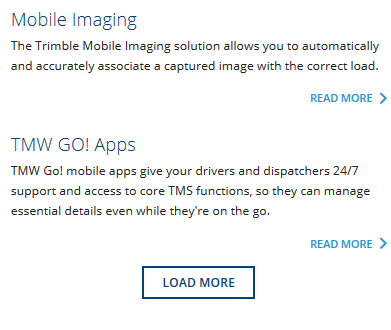 Mobile Imaging
The Trimble Mobile Imaging solution allows you to automatically
and accurately associate a captured image with the correct load.
READ MORE
TMW GO! Apps
TMW Go! mobile apps give your drivers and dispatchers 24/7
support and access to core TMS functions, so they can manage
essential details even while they're on the go.
READ MORE
LOAD MORE